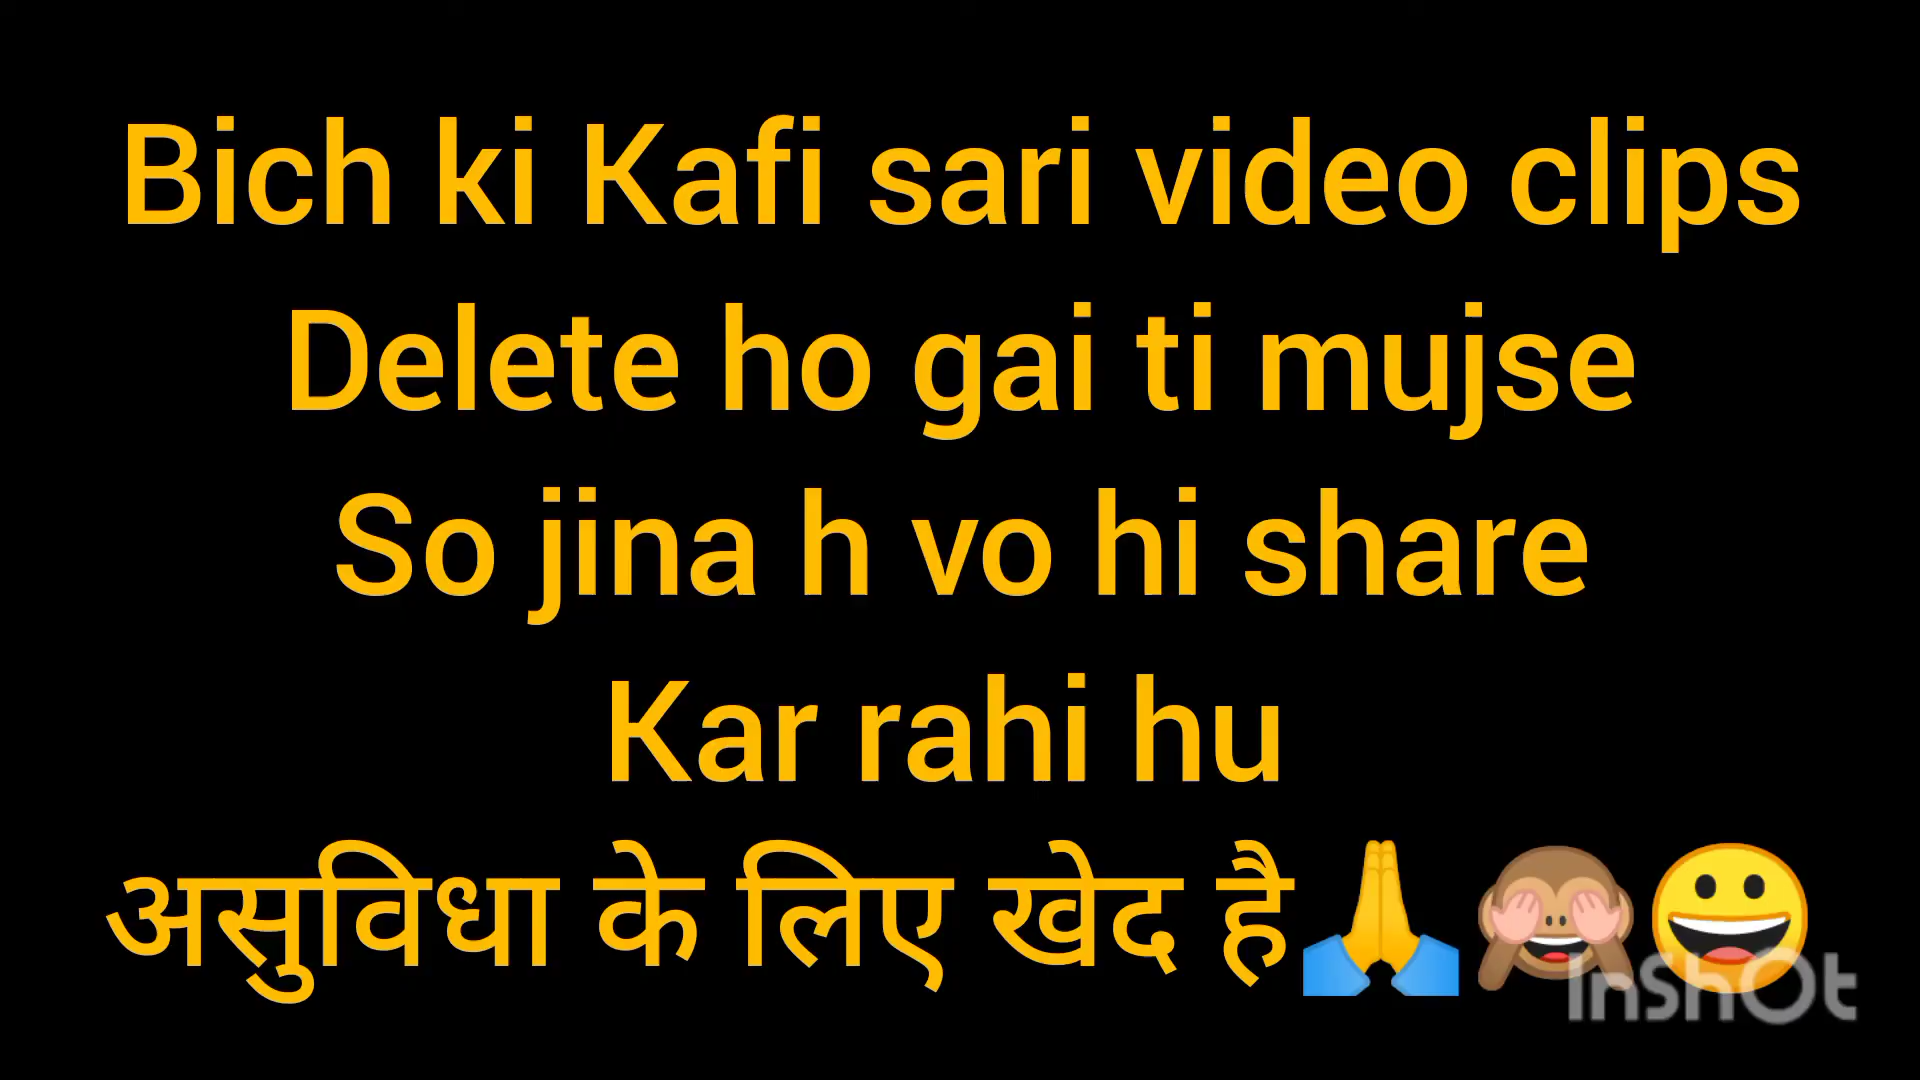 Bich ki Kafi sari video clips
Delete ho gai ti mujse
So jina h vo hi share
Kar rahi hu
असुविधा के लिए खेद है🙏🙈😀
InShOt